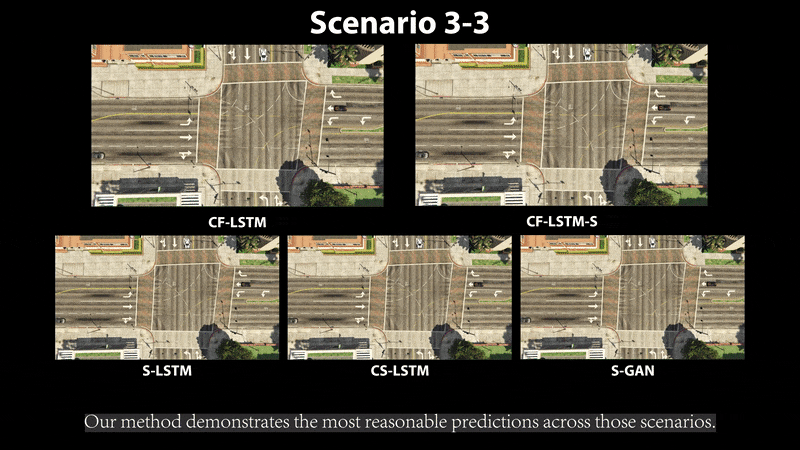 Scenario 3-3
CF-LSTM
CF-LSTM-S
S-LSTM
CS-LSTM
S-GAN
Our method demonstrates the most reasonable predictions across those scenarios.